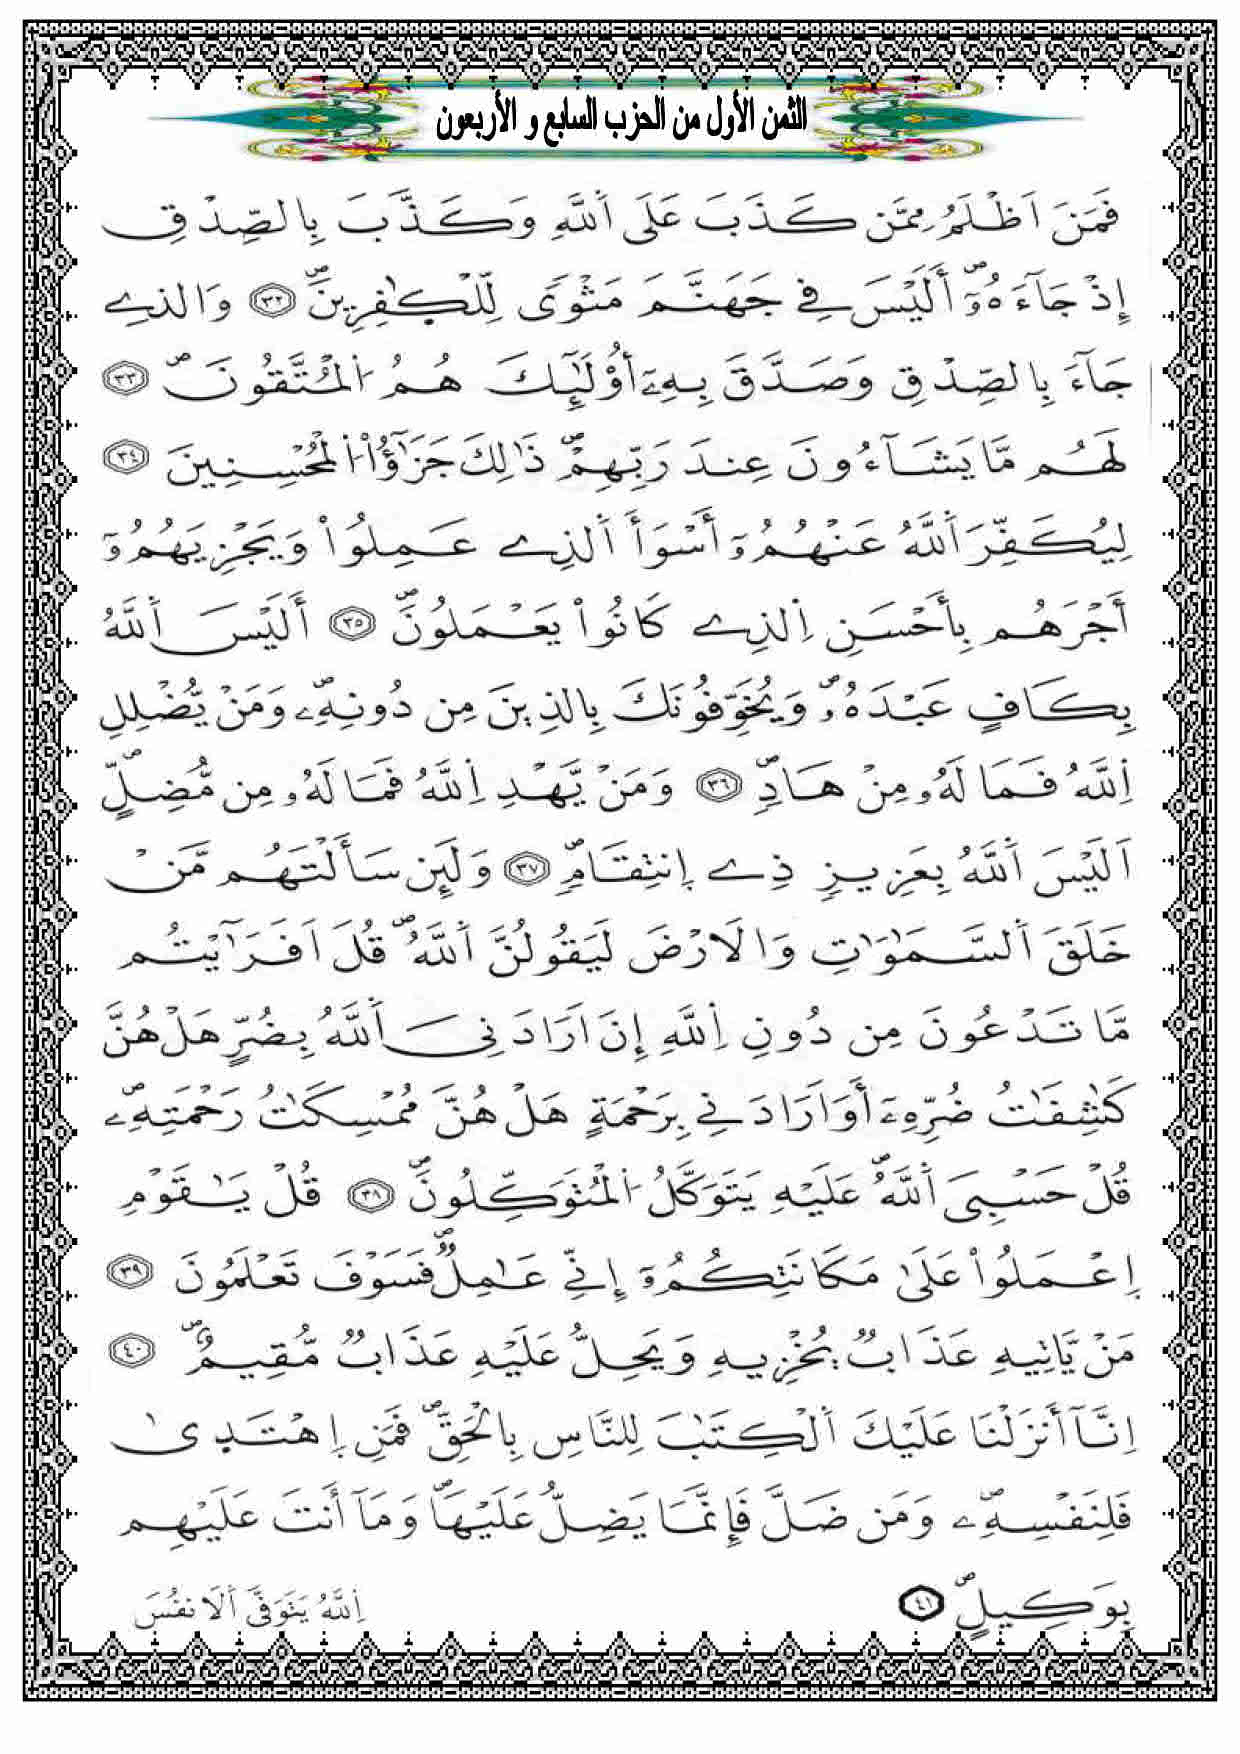 الثمن الأول من الحزب السابع و الأربعون
فَمَنَ اَظْلَمُ مِمَّن كَذَبَ عَلَى اَللَّهِ وَكَذَّبَ بِالصِّدْقِ
إِذْ جَآءَهُۥٓۖ أَلَيْسَ فِے جَهَنَّمَ مَثْوۭى لِّلْكٰفِرِينَۖ ٣٢ وَالذِے
جَآءَ بِالصِّدْقِ وَصَدَّقَ بِهِۦٓ أُوْلَٰٓئِكَ هُمُ اُلْمُتَّقُونَۖ ٣٣
لَهُم مَّا يَشَآءُونَ عِندَ رَبِّهِمْۖ ذَٰلِكَ جَزَٰٓؤُاْ اُلْمُحْسِنِينَ ٣٤
لِيُكَفِّرَ اَللَّهُ عَنْهُمُۥٓ أَسْوَأَ اَلذِے عَمِلُواْ وَيَجْزِيَهُمُۥٓ
أَجْرَهُم بِأَحْسَنِ اِلذِے كَانُواْ يَعْمَلُونَۖ ٣٥ أَلَيْسَ اَللَّهُ
بِكَافٍ عَبْدَهُۥۖ وَيُخَوِّفُونَكَ بِالذِينَ مِن دُونِهِۦۖ وَمَنْ يُّضْلِلِ
اِللَّهُ فَمَا لَهُۥ مِنْ هَادٖۖ ٣٦ وَمَنْ يَّهْدِ اِللَّهُ فَمَا لَهُۥ مِن مُّضِلٍّۖ
اَلَيْسَ اَللَّهُ بِعَزِيزٖ ذِے اِنتِقَامٖۖ ٣٧ وَلَئِن سَأَلْتَهُم مَّنْ
خَلَقَ اَلسَّمَٰوَٰتِ وَالَارْضَ لَيَقُولُنَّ اَللَّهُۖ قُلَ اَفَرَٰٓيْتُم
مَّا تَدْعُونَ مِن دُونِ اِللَّهِ إِنَ اَرَادَنِيَ اَللَّهُ بِضُرٍّ هَلْ هُنَّ
كَٰشِفَٰتُ ضُرِّهِۦٓ أَوَ اَرَادَنِے بِرَحْمَةٍ هَلْ هُنَّ مُمْسِكَٰتُ رَحْمَتِهِۦۖ
قُلْ حَسْبِيَ اَللَّهُۖ عَلَيْهِ يَتَوَكَّلُ اُلْمُتَوَكِّلُونَۖ ٣٨ قُلْ يَٰقَوْمِ
اِعْمَلُواْ عَلَىٰ مَكَانَتِكُمُۥٓ إِنِّے عَٰمِلٞۖ فَسَوْفَ تَعْلَمُونَ ٣٩
مَنْ يَّاتِيهِ عَذَابٞ يُخْزِيهِ وَيَحِلُّ عَلَيْهِ عَذَابٞ مُّقِيمٌۖ ٤٠
اِنَّآ أَنزَلْنَا عَلَيْكَ اَلْكِتَٰبَ لِلنَّاسِ بِالْحَقِّۖ فَمَنِ اِهْتَدَىٰ
فَلِنَفْسِهِۦۖ وَمَن ضَلَّ فَإِنَّمَا يَضِلُّ عَلَيْهَاۖ وَمَآ أَنتَ عَلَيْهِم
بِوَكِيلٍۖ ٤١ اِللَّهُ يَتَوَفَّى اَلَانفُسَ